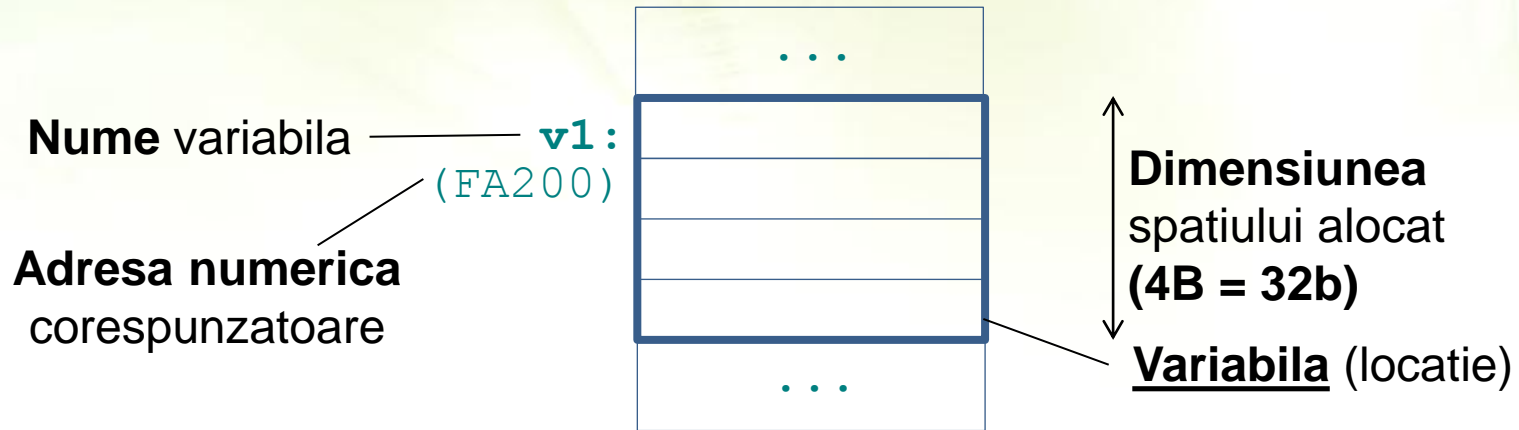 ...
Nume variabila
v1:
(FA200)
Adresa numerica
corespunzatoare
Dimensiunea
spatiului alocat
(4B = 32b)
Variabila (locatie)
...